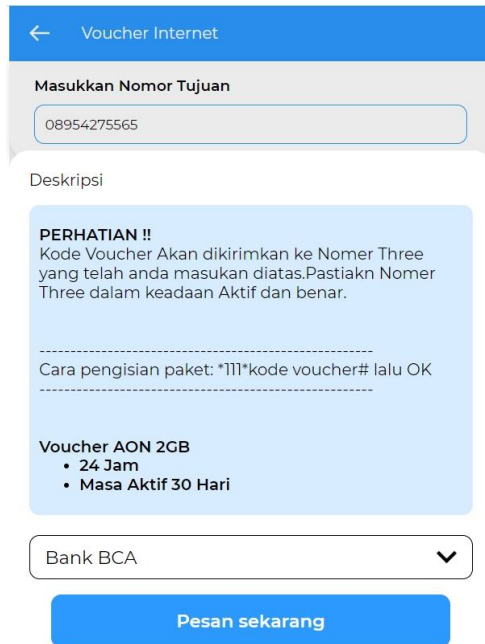 Voucher Internet
Masukkan Nomor Tujuan
08954275565
Deskripsi
PERHATIAN !!
Kode Voucher Akan dikirimkan ke Nomer Three
yang telah anda masukan diatas.Pastiakn Nomer
Three dalam keadaan Aktif dan benar.
------------------------------------------------------
Cara pengisian paket: *111*kode voucher# lalu OK
------------------------------------------------------
Voucher AON 2GB
• 24 Jam
• Masa Aktif 30 Hari
Bank BCA
Pesan sekarang